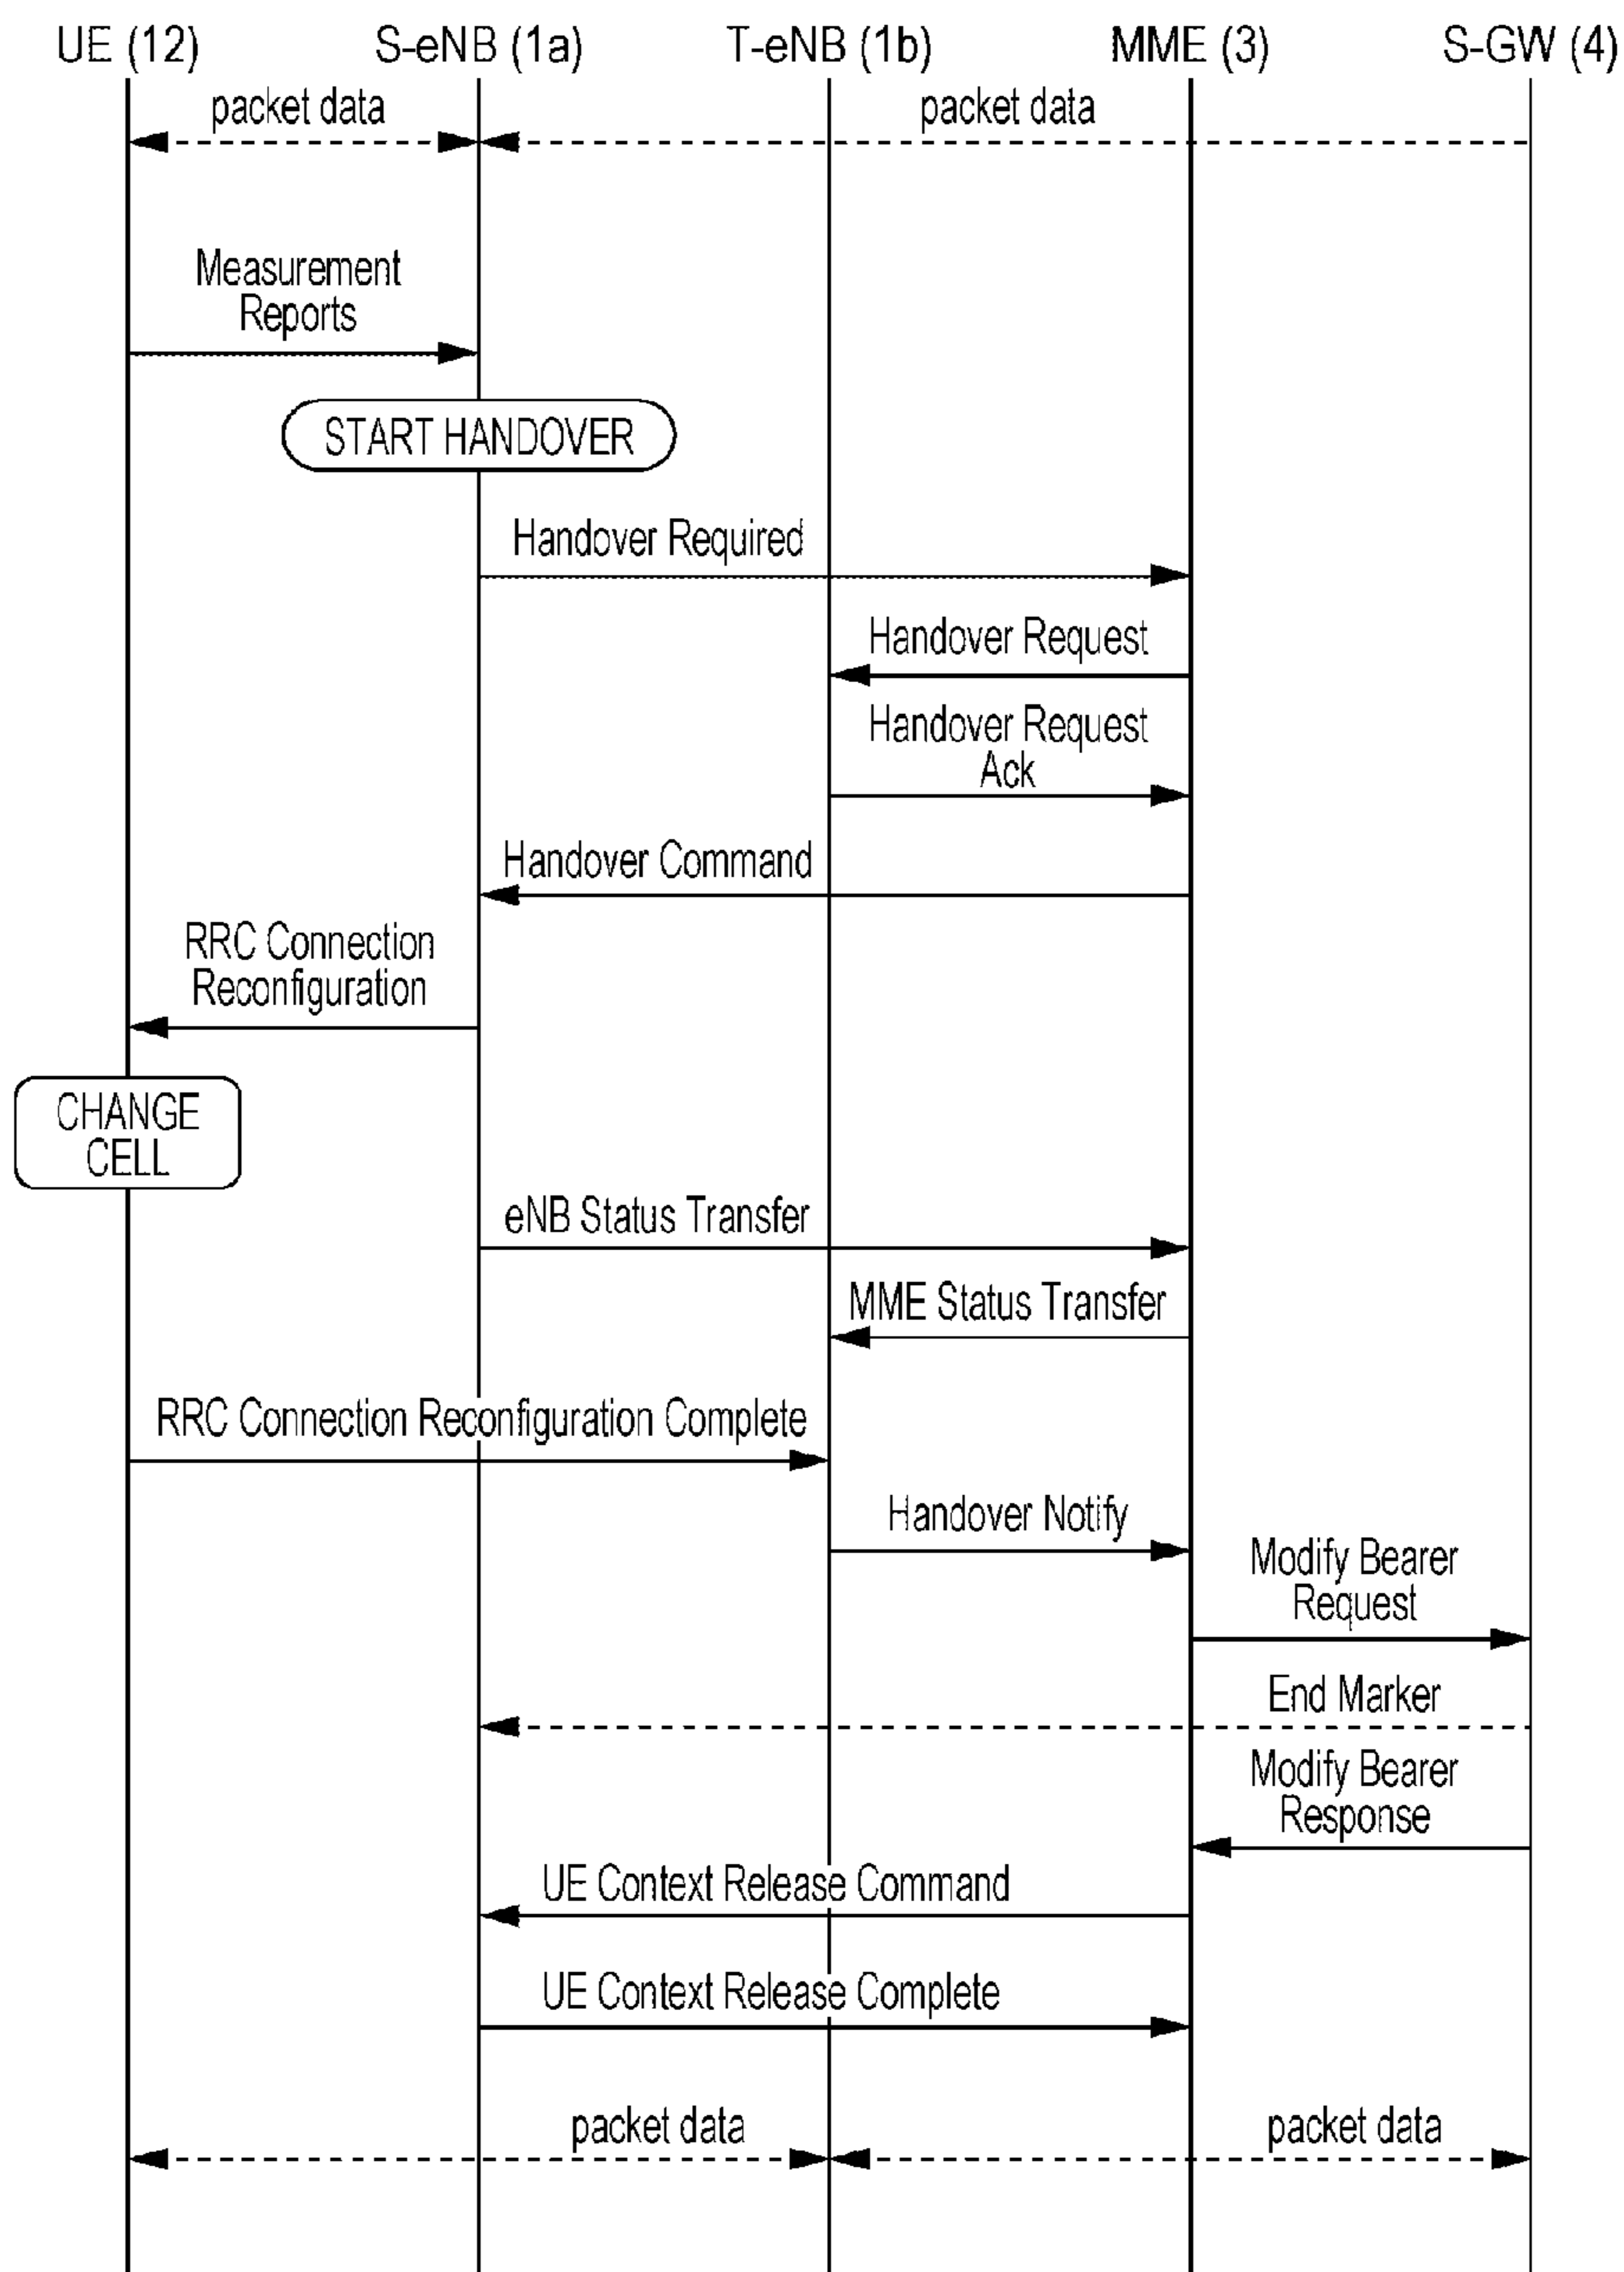 UE (12) S-eNB (1a) T-eNB (1b) MME (3) S-GW (4)
packet data packet data
Measurement
Reports
START HANDOVER
Handover Required
Handover Request
Handover Request
Ack
Handover Command
RRC Connection
Reconfiguration
CHANGE
CELL
eNB Status Transfer
MME Status Transfer
RRC Connection Reconfiguration Complete
Handover Notify
Modify Bearer
Request
End Marker
Modify Bearer
Response
UE Context Release Command
UE Context Release Complete
packet data packet data